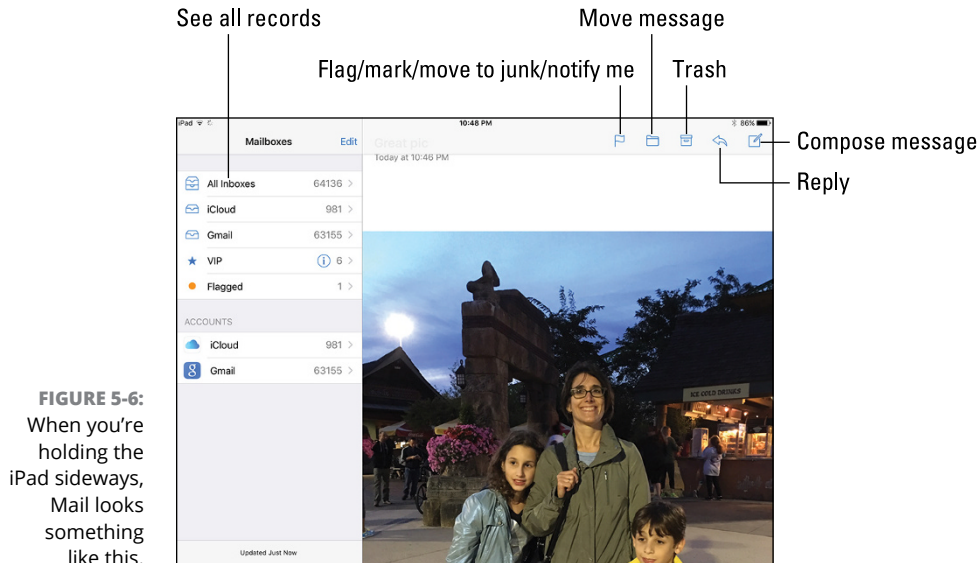 See all records
Move message
Flag/mark/move to junk/notify me
Trash
iPad
10:48 PM
86%
Mailboxes
Edit
Great pic
Today at 10:46 PM
Compose message
Reply
All Inboxes 64136
iCloud 981
Gmail 63155
VIP 6
Flagged 1
ACCOUNTS
iCloud 981
8 Gmail 63155
ICE COLD DRINKS
Updated Just Now
FIGURE 5-6:
When you're
holding the
iPad sideways,
Mail looks
something
like this.